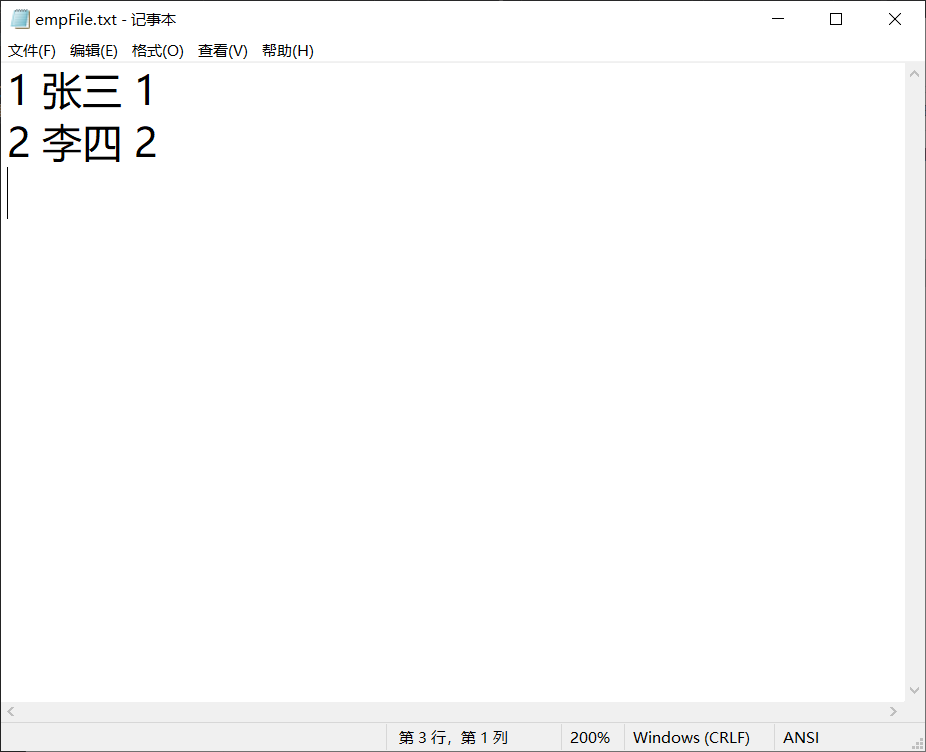 empFile.txt - 记事本
文件(F) 编辑(E) 格式(O) 查看(V) 帮助(H)
1 张三 1
2 李四 2
第 3 行，第 1 列 200% Windows (CRLF) ANSI